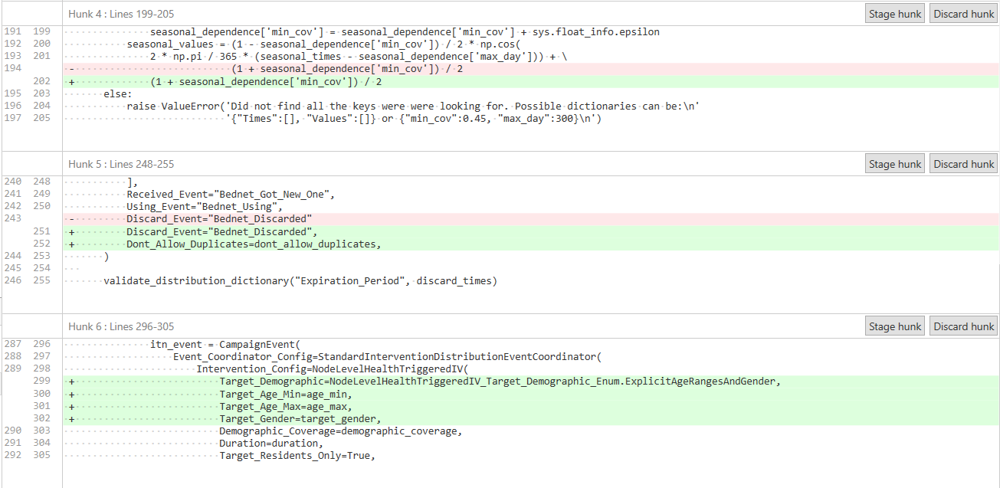 Hunk 4 : Lines 199-205
Stage hunk
Discard hunk
191 199 seasonal_dependence['min_cov'] = seasonal_dependence['min_cov'] + sys.float_info.epsilon
192 200 seasonal_values = (1 - seasonal_dependence['min_cov']) / 2 * np.cos(
193 201 2 * np.pi / 365 * (seasonal_times - seasonal_dependence['max_day'])) + \
194 - (1 + seasonal_dependence['min_cov']) / 2
202 + (1 + seasonal_dependence['min_cov']) / 2
195 203 else:
196 204 raise ValueError('Did not find all the keys were were looking for. Possible dictionaries can be:\n'
197 205 '{"Times":[], "Values":[]} or {"min_cov":0.45, "max_day":300}\n')
Hunk 5 : Lines 248-255
Stage hunk
Discard hunk
240 248 ],
241 249 Received_Event="Bednet_Got_New_One",
242 250 Using_Event="Bednet_Using",
243 - Discard_Event="Bednet_Discarded"
251 + Discard_Event="Bednet_Discarded",
252 + Dont_Allow_Duplicates=dont_allow_duplicates,
244 253 )
245 254
246 255 validate_distribution_dictionary("Expiration_Period", discard_times)
Hunk 6 : Lines 296-305
Stage hunk
Discard hunk
287 296 itn_event = CampaignEvent(
288 297 Event_Coordinator_Config=StandardInterventionDistributionEventCoordinator(
289 298 Intervention_Config=NodeLevelHealthTriggeredIV(
299 + Target_Demographic=NodeLevelHealthTriggeredIV_Target_Demographic_Enum.ExplicitAgeRangesAndGender,
300 + Target_Age_Min=age_min,
301 + Target_Age_Max=age_max,
302 + Target_Gender=target_gender,
290 303 Demographic_Coverage=demographic_coverage,
291 304 Duration=duration,
292 305 Target_Residents_Only=True,